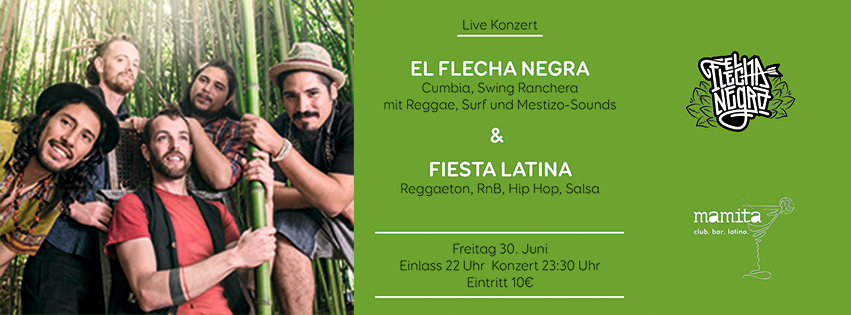 Live Konzert
EL FLECHA NEGRA
Cumbia, Swing Ranchera
mit Reggae, Surf und Mestizo-Sounds
&
FIESTA LATINA
Reggaeton, RnB, Hip Hop, Salsa
Freitag 30. Juni
Einlass 22 Uhr Konzert 23:30 Uhr
Eintritt 10€
EL
FLECHA
NEGRO
mamita
club. bar. latino.